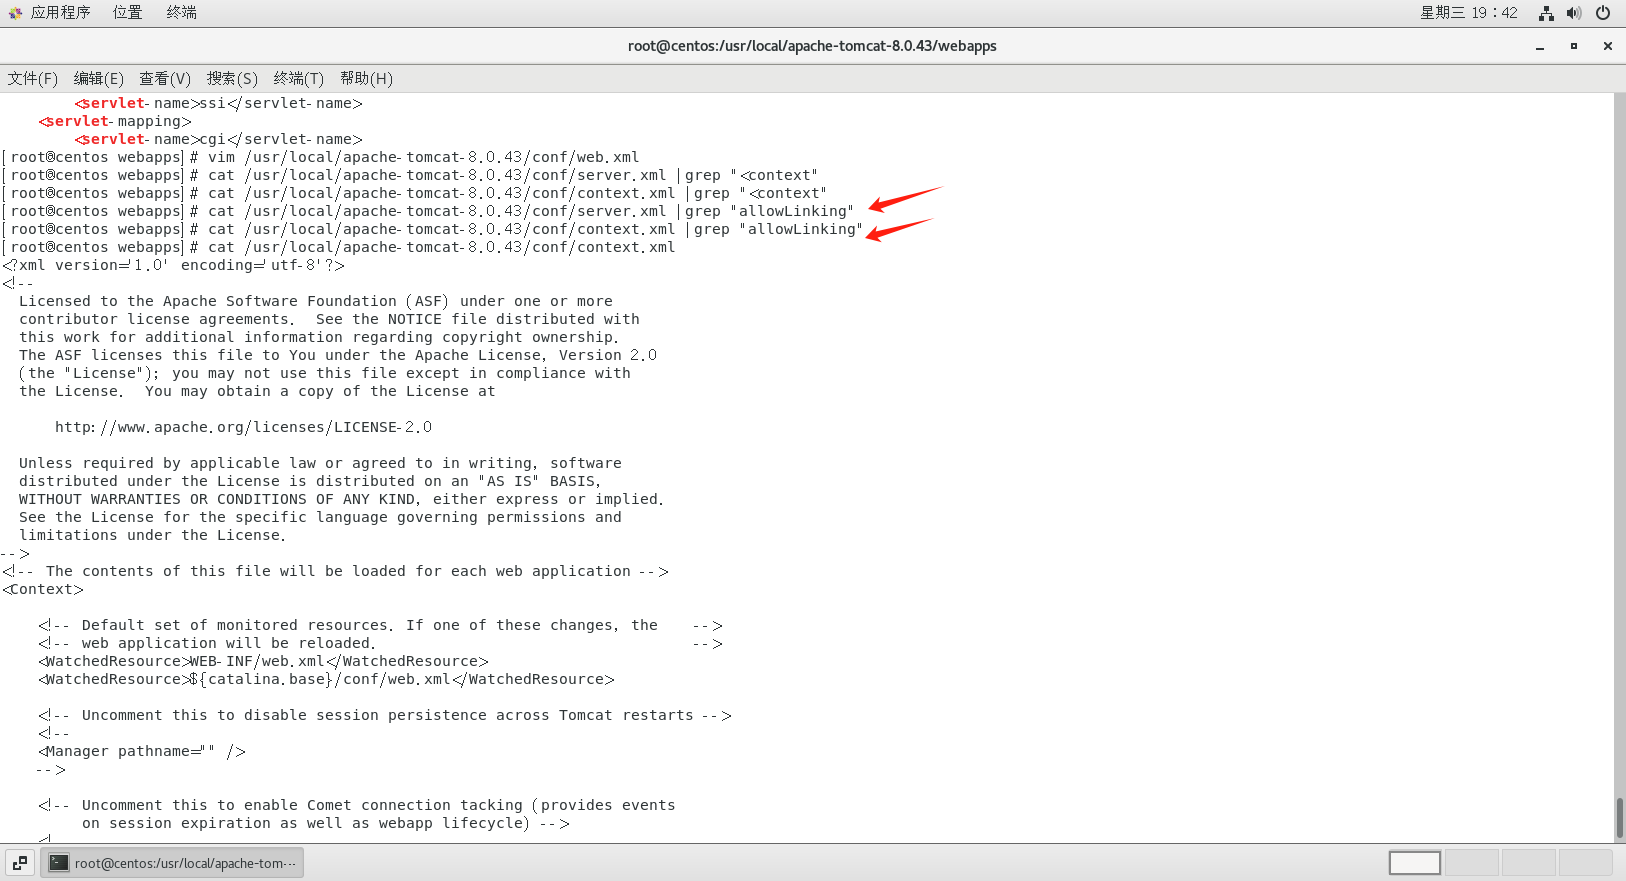 应用程序 位置 终端 星期三 19：42
root@centos:/usr/local/apache-tomcat-8.0.43/webapps
文件(F) 编辑(E) 查看(V) 搜索(S) 终端(T) 帮助(H)
<servlet-name>ssi</servlet-name>
<servlet-mapping>
<servlet-name>cgi</servlet-name>
[root@centos webapps]# vim /usr/local/apache-tomcat-8.0.43/conf/web.xml
[root@centos webapps]# cat /usr/local/apache-tomcat-8.0.43/conf/server.xml |grep "<context"
[root@centos webapps]# cat /usr/local/apache-tomcat-8.0.43/conf/context.xml |grep "<context"
[root@centos webapps]# cat /usr/local/apache-tomcat-8.0.43/conf/server.xml |grep "allowLinking"
[root@centos webapps]# cat /usr/local/apache-tomcat-8.0.43/conf/context.xml |grep "allowLinking"
[root@centos webapps]# cat /usr/local/apache-tomcat-8.0.43/conf/context.xml
<?xml version='1.0' encoding='utf-8'?>
<!--
Licensed to the Apache Software Foundation (ASF) under one or more
contributor license agreements.  See the NOTICE file distributed with
this work for additional information regarding copyright ownership.
The ASF licenses this file to You under the Apache License, Version 2.0
(the "License"); you may not use this file except in compliance with
the License.  You may obtain a copy of the License at
http://www.apache.org/licenses/LICENSE-2.0
Unless required by applicable law or agreed to in writing, software
distributed under the License is distributed on an "AS IS" BASIS,
WITHOUT WARRANTIES OR CONDITIONS OF ANY KIND, either express or implied.
See the License for the specific language governing permissions and
limitations under the License.
-->
<!-- The contents of this file will be loaded for each web application -->
<Context>
<!-- Default set of monitored resources. If one of these changes, the    -->
<!-- web application will be reloaded.                                   -->
<WatchedResource>WEB-INF/web.xml</WatchedResource>
<WatchedResource>${catalina.base}/conf/web.xml</WatchedResource>
<!-- Uncomment this to disable session persistence across Tomcat restarts -->
<!--
<Manager pathname="" />
-->
<!-- Uncomment this to enable Comet connection tacking (provides events
on session expiration as well as webapp lifecycle) -->
<!
root@centos:/usr/local/apache-tom···